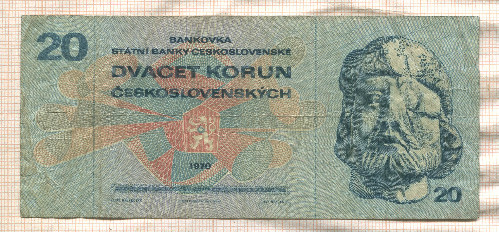 20
BANKOVKA
STÁTNÍ BANKY ČESKOSLOVENSKÉ
DVACET KORUN
ČESKOSLOVENSKÝCH
1970
20